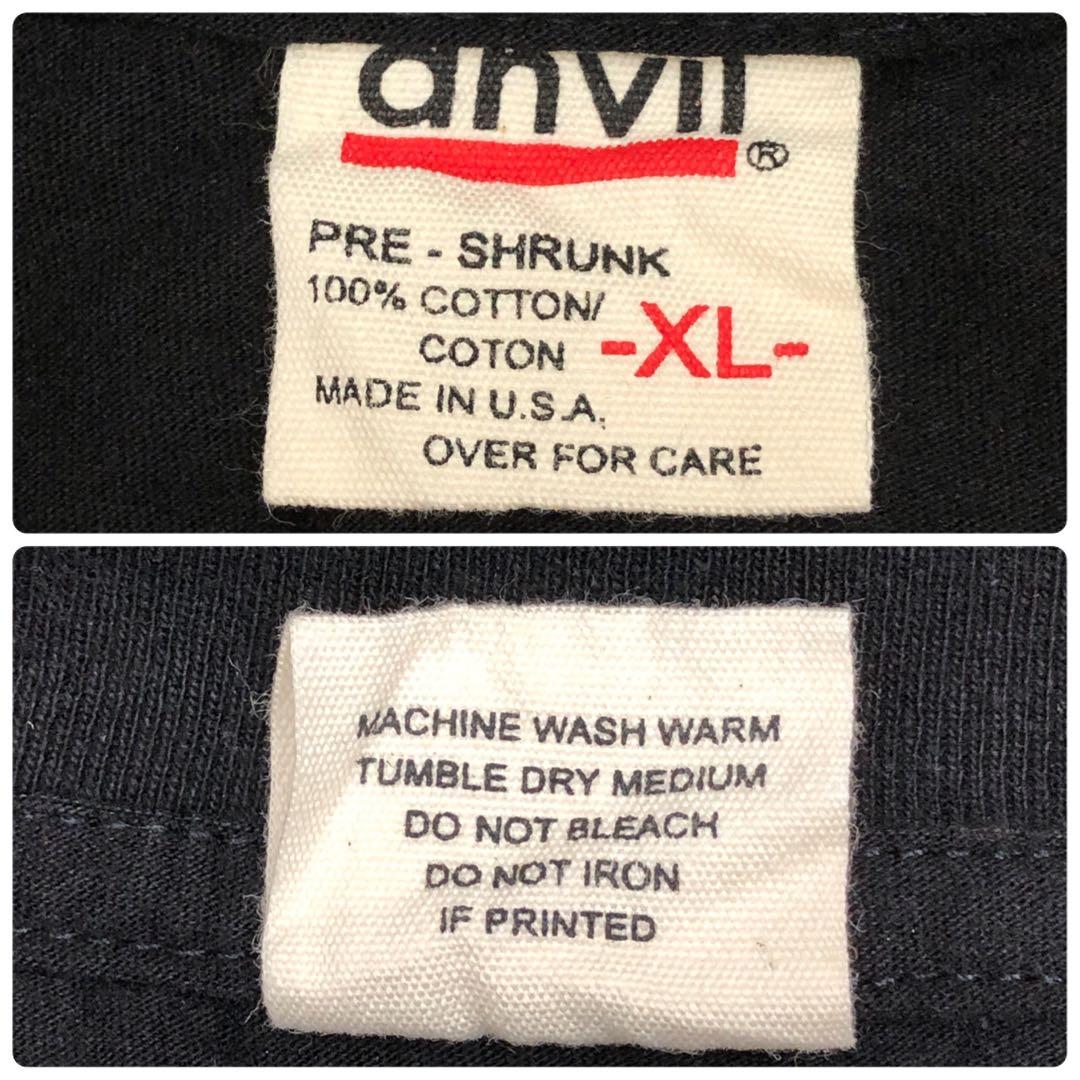 anvil
®
PRE - SHRUNK
100% COTTON/
COTON -XL-
MADE IN U.S.A.
OVER FOR CARE
MACHINE WASH WARM
TUMBLE DRY MEDIUM
DO NOT BLEACH
DO NOT IRON
IF PRINTED